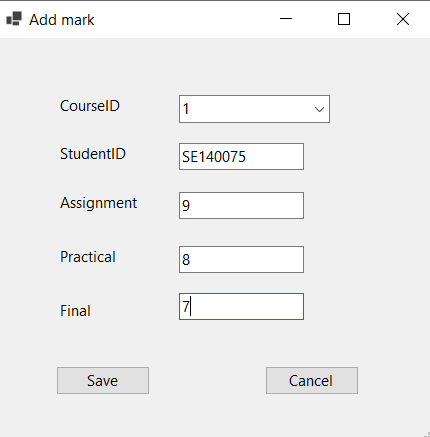 Add mark
CourseID 1
StudentID SE140075
Assignment 9
Practical 8
Final 7
Save Cancel